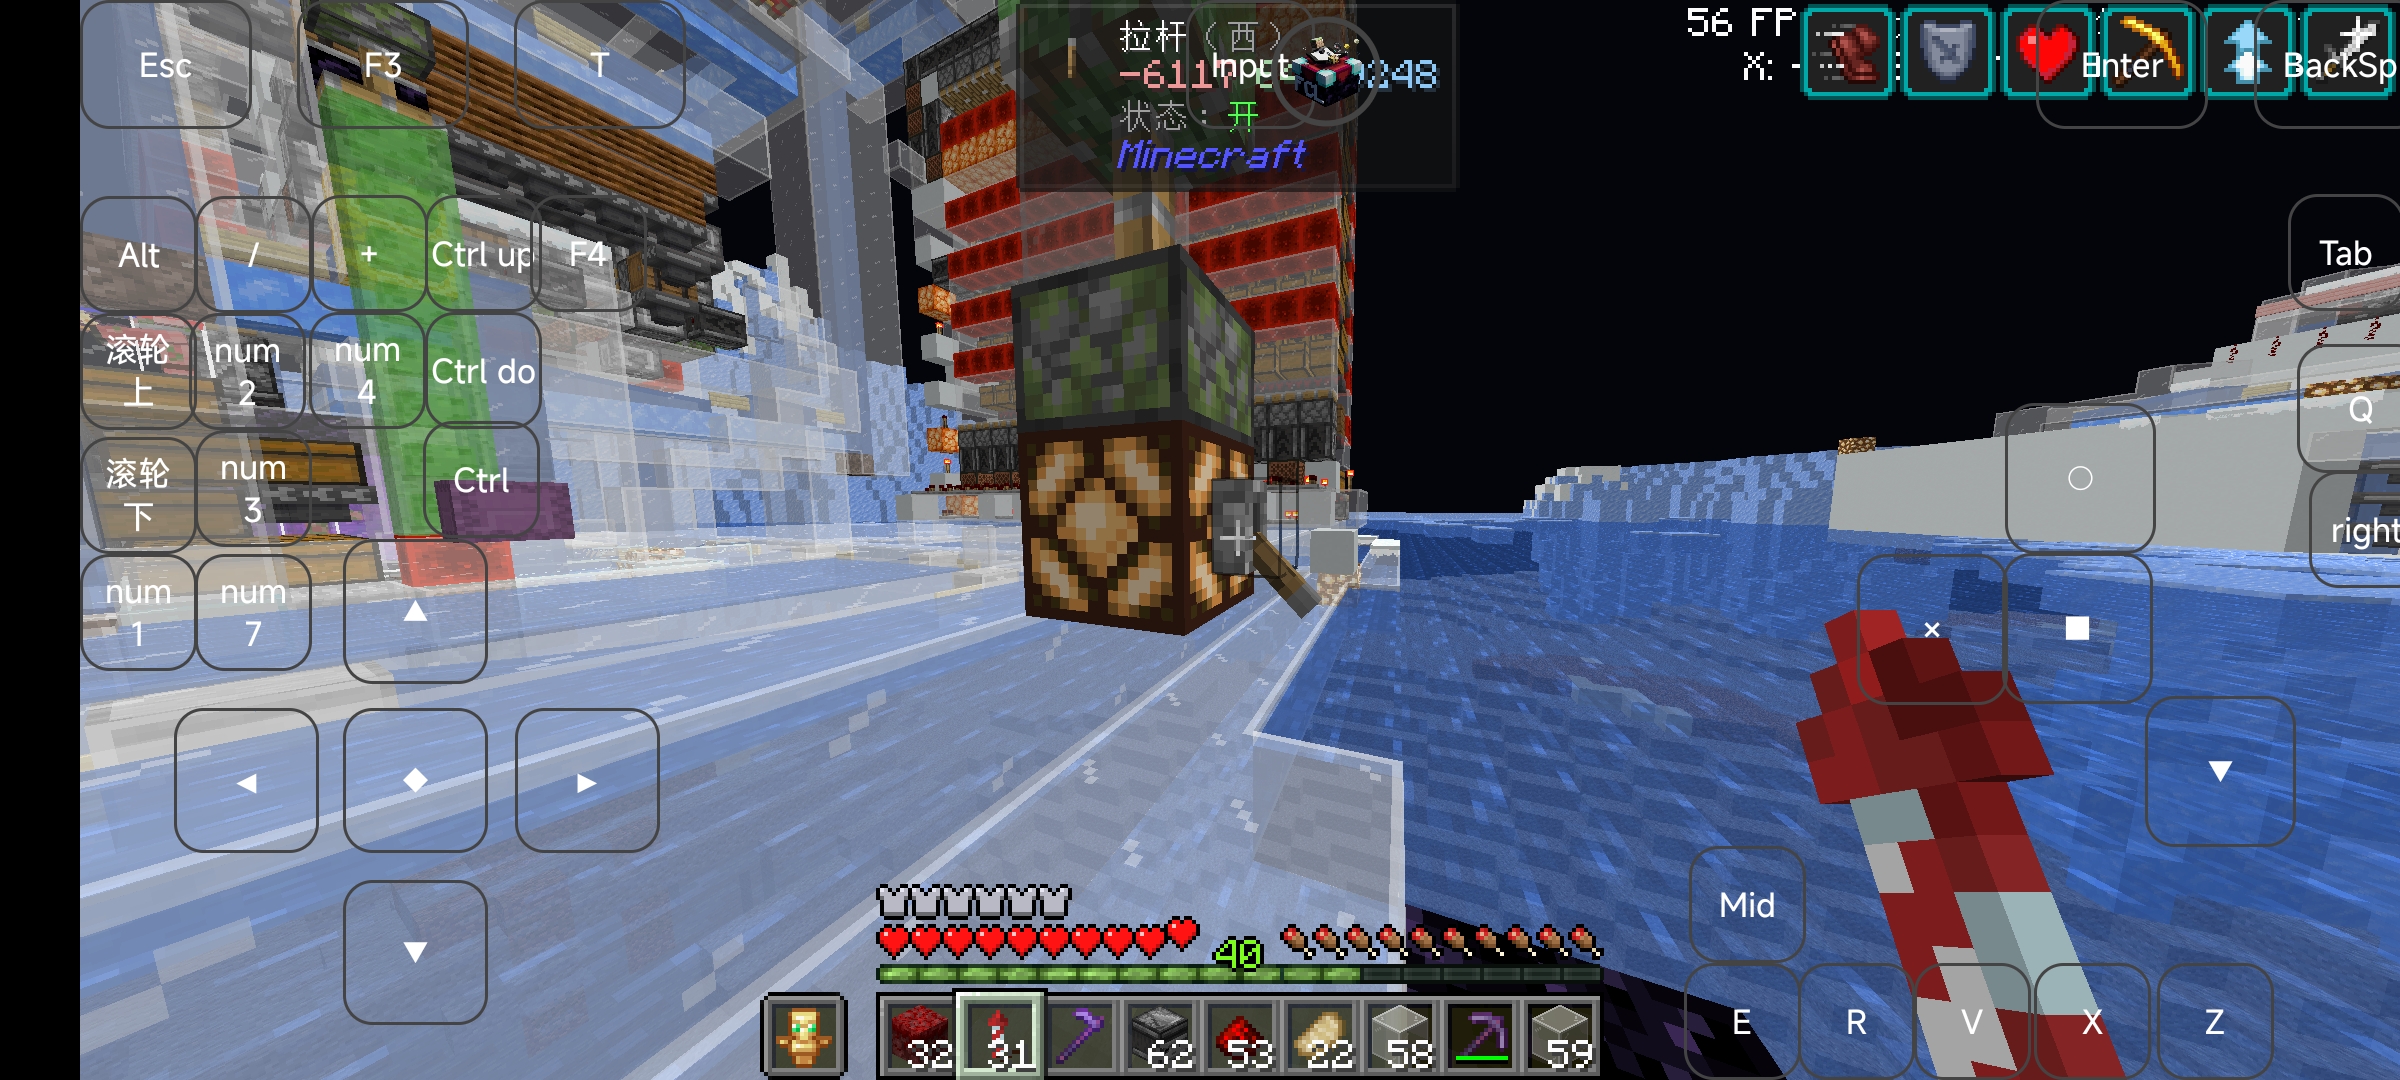 Esc
F3
T
拉杆（西）
Input
状态：开
Minecraft
56 FP
X: -
Enter
BackSp
Alt
/
+
Ctrl up
F4
Tab
滚轮
上
num
2
num
4
Ctrl do
Q
滚轮
下
num
3
Ctrl
right
num
1
num
7
Mid
40
32
31
62
53
22
58
59
E
R
V
X
Z